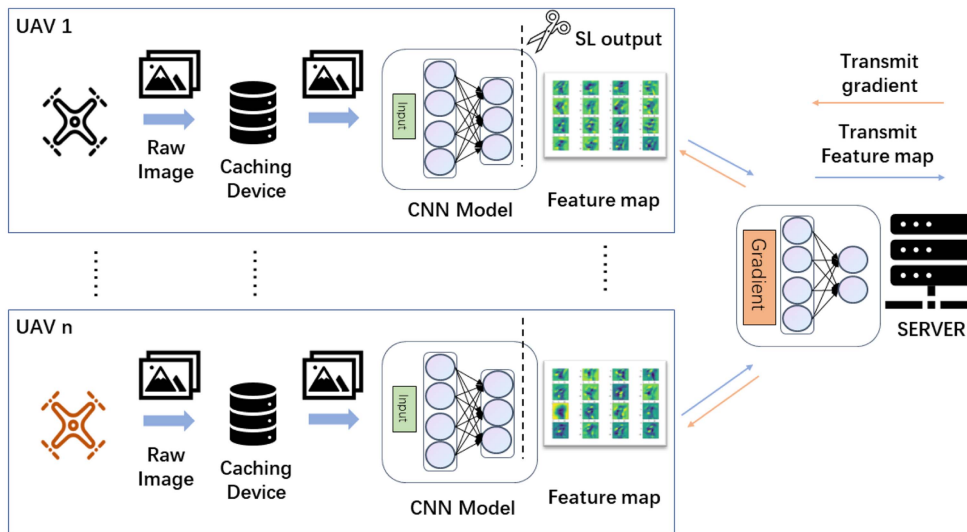 UAV 1
SL output
Input
Raw
Image
Caching
Device
CNN Model
Feature map
Transmit
gradient
Transmit
Feature map
Gradient
SERVER
UAV n
Input
Raw
Image
Caching
Device
CNN Model
Feature map